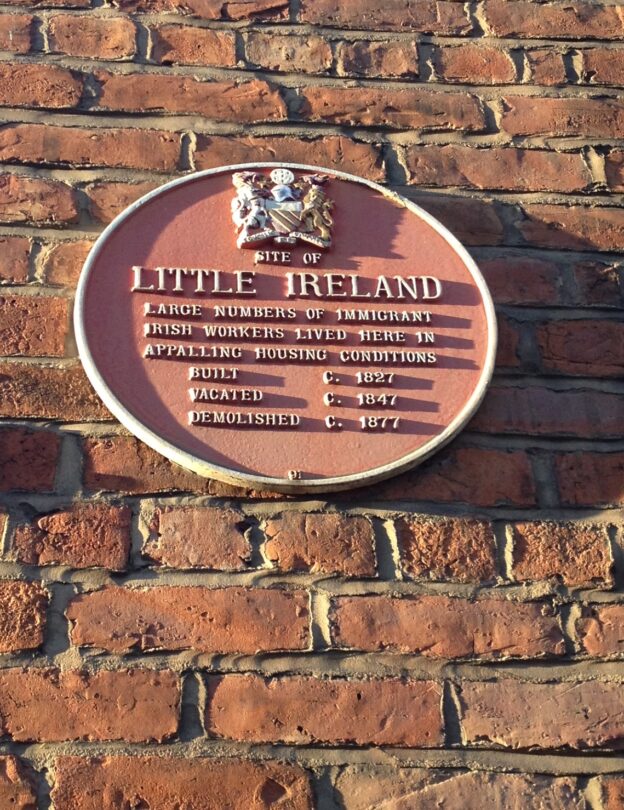 SITE OF
LITTLE IRELAND
LARGE NUMBERS OF IMMIGRANT
IRISH WORKERS LIVED HERE IN
APPALLING HOUSING CONDITIONS
BUILT C. 1827
VACATED C. 1847
DEMOLISHED C. 1877